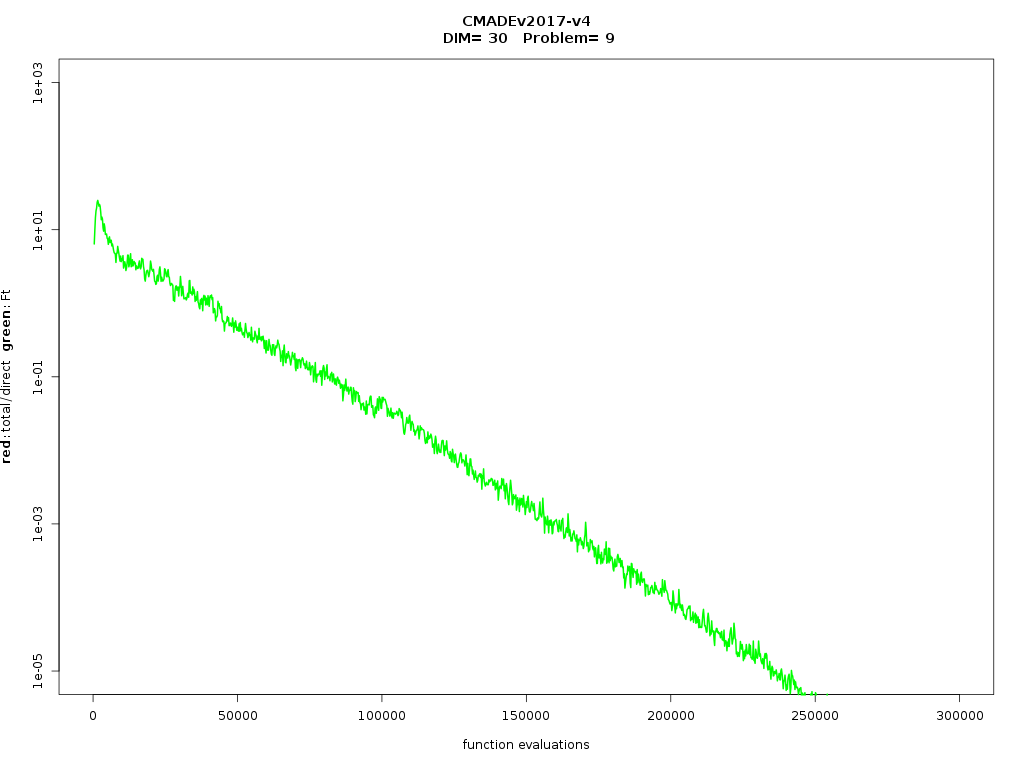 CMADEv2017-v4
DIM= 30 Problem= 9
1e+03
1e+01
1e-01
1e-03
1e-05
red: total/direct green: Ft
0 50000 100000 150000 200000 250000 300000
function evaluations